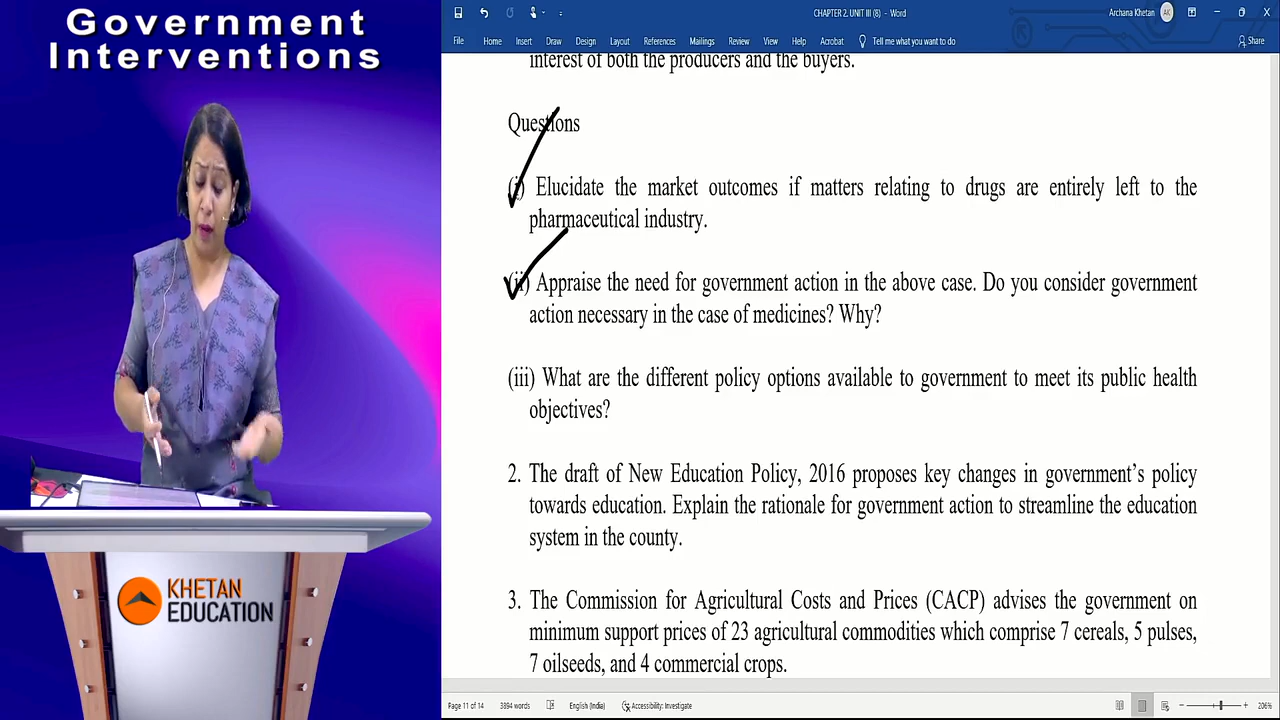 Government
Interventions
KHETAN
EDUCATION
CHAPTER 2. UNIT III (8) - Word
Archana Khetan
AK
File Home Insert Draw Design Layout References Mailings Review View Help Acrobat Tell me what you want to do
Share
interest of both the producers and the buyers.
Questions
(i) Elucidate the market outcomes if matters relating to drugs are entirely left to the
pharmaceutical industry.
(ii) Appraise the need for government action in the above case. Do you consider government
action necessary in the case of medicines? Why?
(iii) What are the different policy options available to government to meet its public health
objectives?
2. The draft of New Education Policy, 2016 proposes key changes in government's policy
towards education. Explain the rationale for government action to streamline the education
system in the county.
3. The Commission for Agricultural Costs and Prices (CACP) advises the government on
minimum support prices of 23 agricultural commodities which comprise 7 cereals, 5 pulses,
7 oilseeds, and 4 commercial crops.
Page 11 of 14 3894 words English (India) Accessibility: Investigate
206%